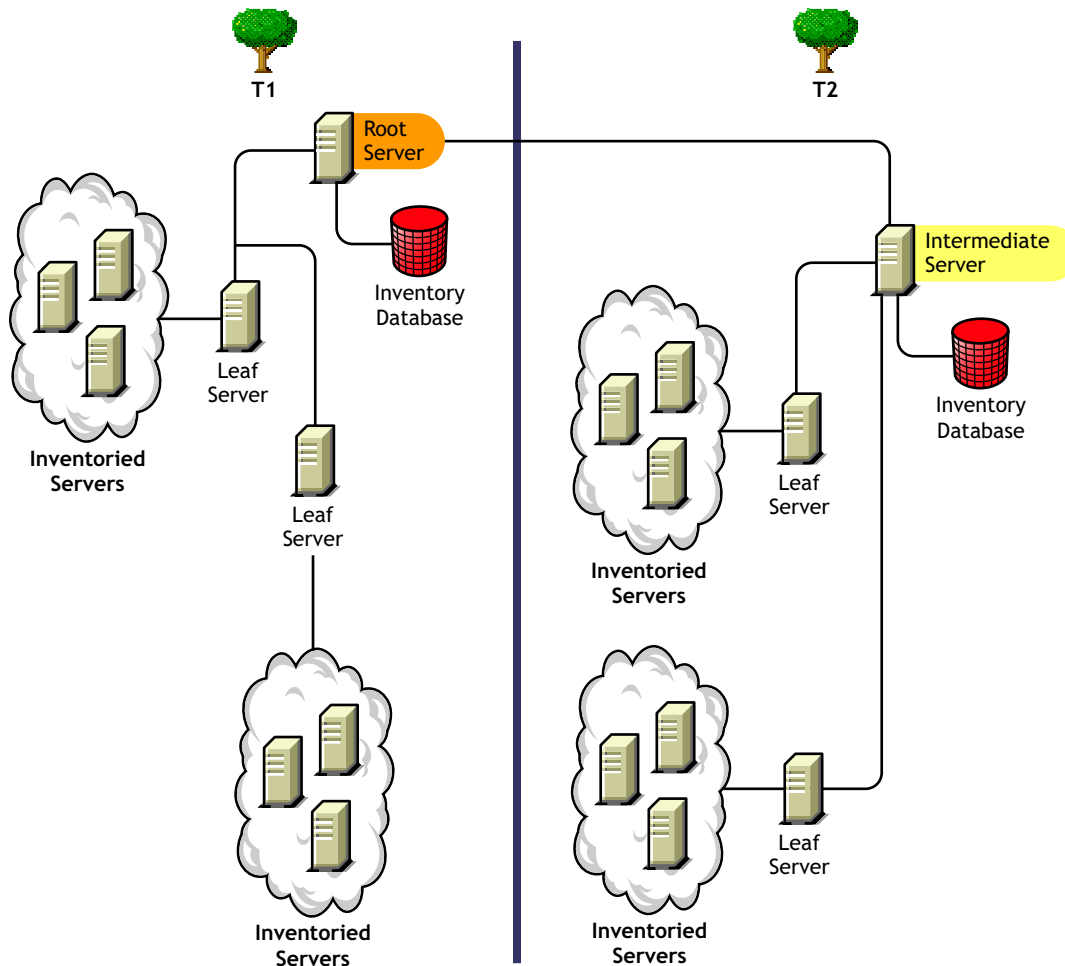 T1
T2
Root
Server
Intermediate
Server
Inventory
Database
Leaf
Server
Inventory
Database
Inventoried
Servers
Leaf
Server
Leaf
Server
Inventoried
Servers
Leaf
Server
Inventoried
Servers
Inventoried
Servers